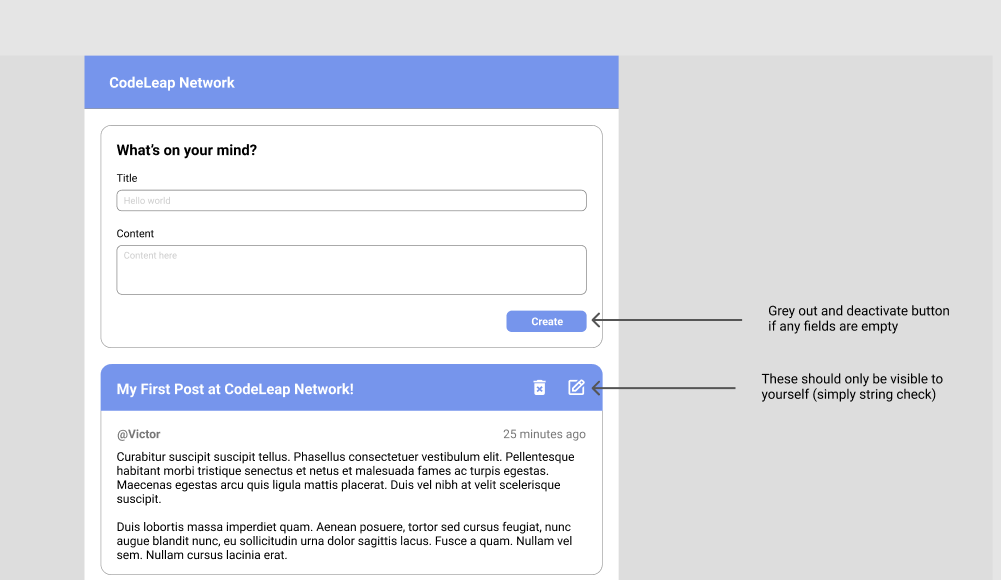 CodeLeap Network
What's on your mind?
Title
Hello world
Content
Content here
Create
Grey out and deactivate button
if any fields are empty
My First Post at CodeLeap Network!
These should only be visible to
yourself (simply string check)
@Victor
25 minutes ago
Curabitur suscipit suscipit tellus. Phasellus consectetuer vestibulum elit. Pellentesque
habitant morbi tristique senectus et netus et malesuada fames ac turpis egestas.
Maecenas egestas arcu quis ligula mattis placerat. Duis vel nibh at velit scelerisque
suscipit.
Duis lobortis massa imperdiet quam. Aenean posuere, tortor sed cursus feugiat, nunc
augue blandit nunc, eu sollicitudin urna dolor sagittis lacus. Fusce a quam. Nullam vel
sem. Nullam cursus lacinia erat.